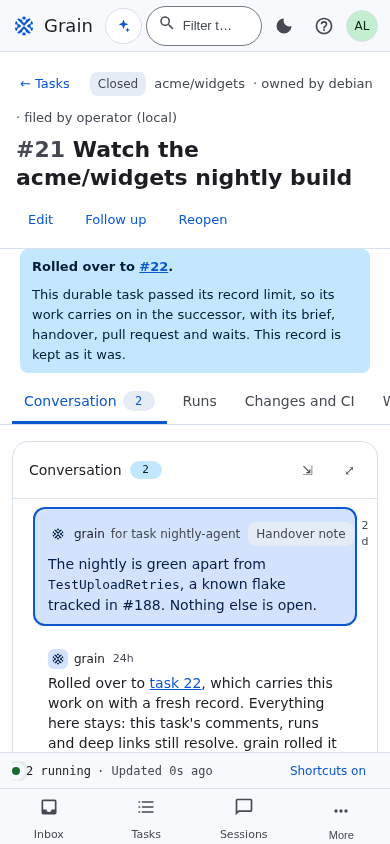 Grain
Filter t…
AL
← Tasks Closed acme/widgets · owned by debian
· filed by operator (local)
#21 Watch the
acme/widgets nightly build
Edit Follow up Reopen
Rolled over to #22.
This durable task passed its record limit, so its
work carries on in the successor, with its brief,
handover, pull request and waits. This record is
kept as it was.
Conversation 2 Runs Changes and CI W
Conversation 2
grain for task nightly-agent Handover note 2
d
The nightly is green apart from
TestUploadRetries, a known flake
tracked in #188. Nothing else is open.
grain 24h
Rolled over to task 22, which carries this
work on with a fresh record. Everything
here stays: this task's comments, runs
and deep links still resolve. grain rolled it
2 running · Updated 0s ago Shortcuts on
Inbox Tasks Sessions More